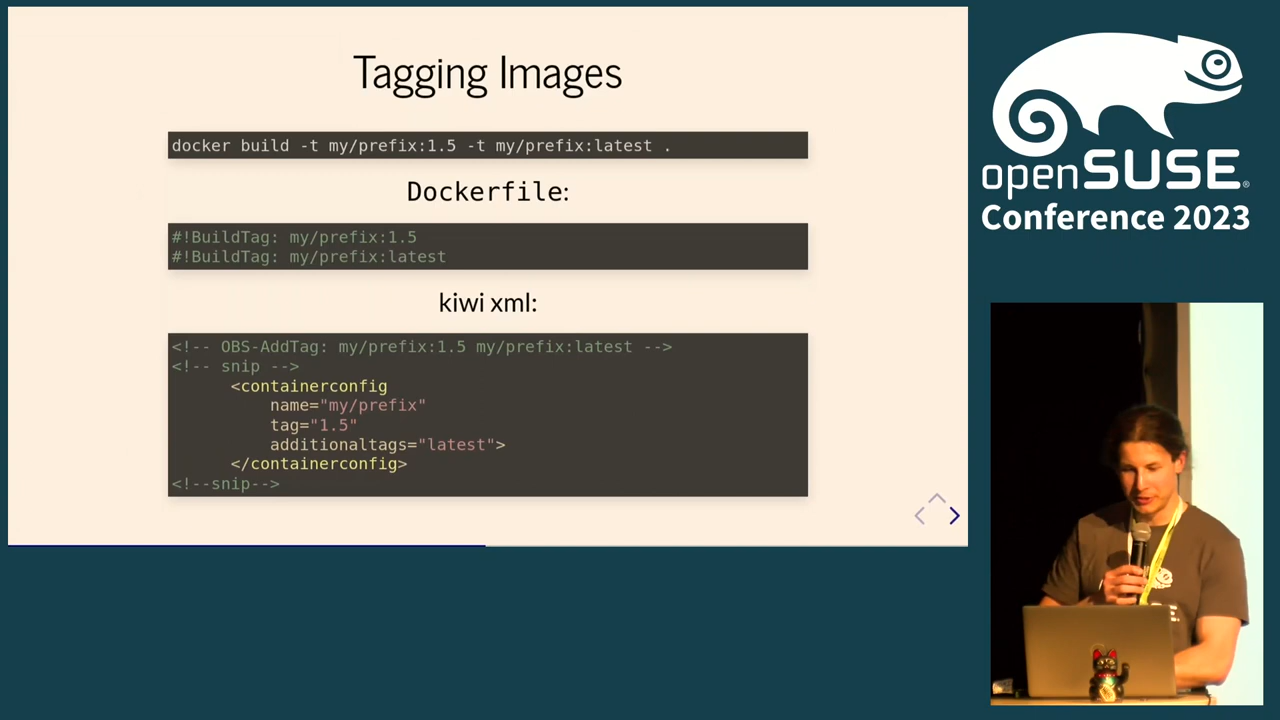 Tagging Images
docker build -t my/prefix:1.5 -t my/prefix:latest .
Dockerfile:
#!BuildTag: my/prefix:1.5
#!BuildTag: my/prefix:latest
kiwi xml:
<!-- OBS-AddTag: my/prefix:1.5 my/prefix:latest -->
<!-- snip -->
      <containerconfig
          name="my/prefix"
          tag="1.5"
          additionaltags="latest">
      </containerconfig>
<!--snip-->
openSUSE®
Conference 2023